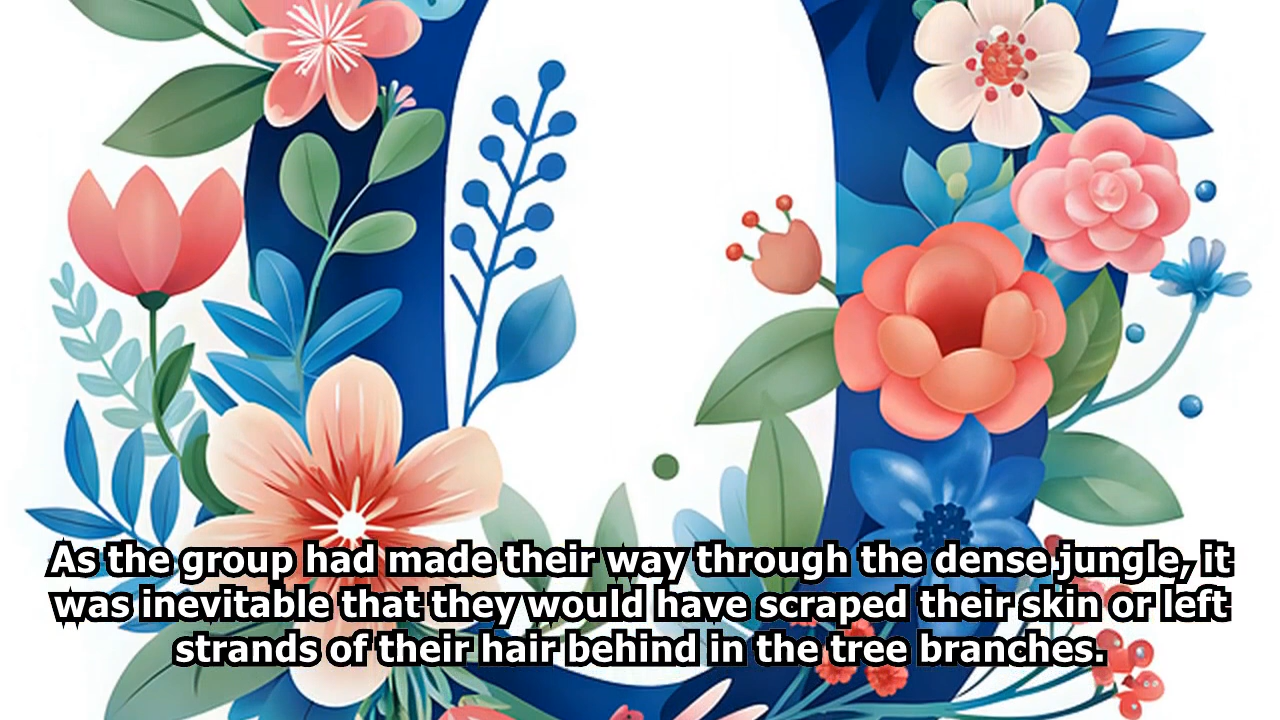 As the group had made their way through the dense jungle, it
was inevitable that they would have scraped their skin or left
strands of their hair behind in the tree branches.